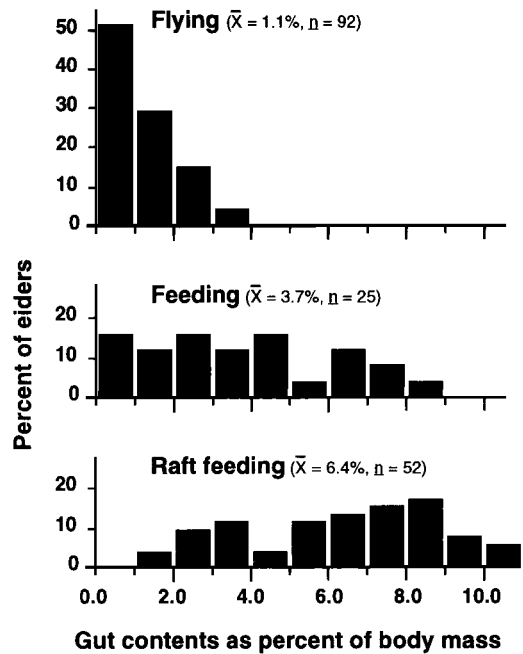 Flying (X̄ = 1.1%, n = 92)
50
40
30
20
10
0
Feeding (X̄ = 3.7%, n = 25)
20
10
0
Raft feeding (X̄ = 6.4%, n = 52)
20
10
0
0.0 2.0 4.0 6.0 8.0 10.0
Percent of eiders
Gut contents as percent of body mass